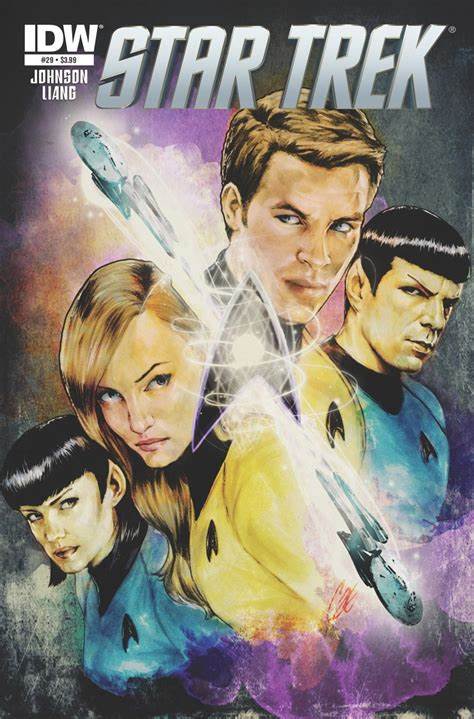 IDW
#29 • $3.99
JOHNSON
LIANG
STAR TREK®